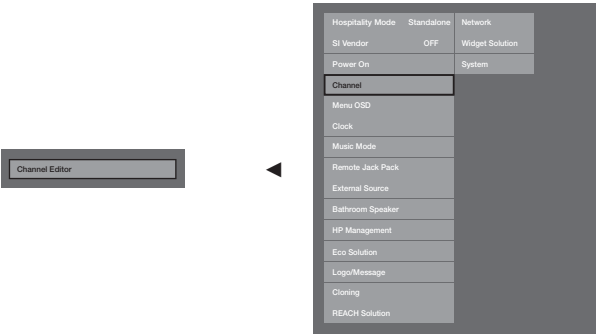 Hospitality Mode Standalone Network
SI Vendor OFF Widget Solution
Power On System
Channel
Menu OSD
Clock
Music Mode
Channel Editor
Remote Jack Pack
External Source
Bathroom Speaker
HP Management
Eco Solution
Logo/Message
Cloning
REACH Solution